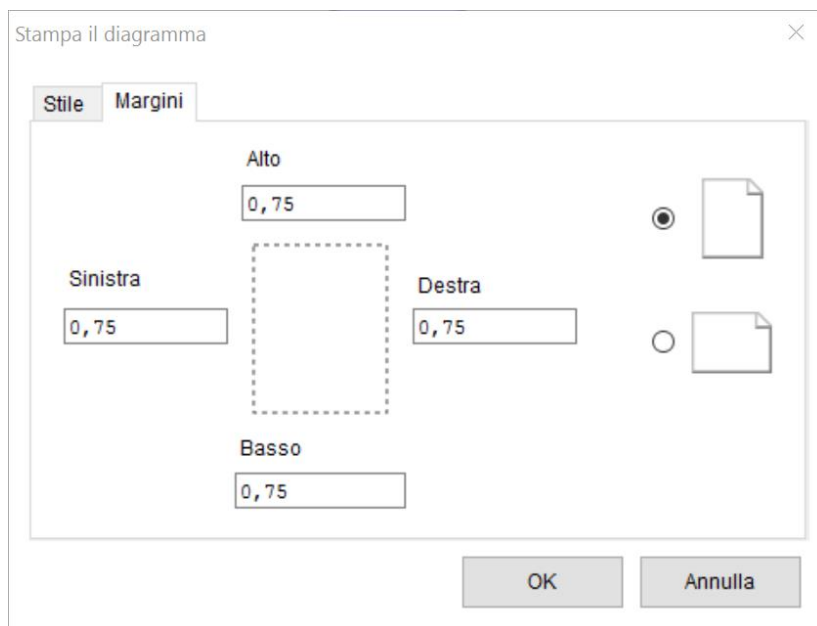 Stampa il diagramma
Stile
Margini
Alto
0,75
Sinistra
0,75
Destra
0,75
Basso
0,75
OK
Annulla